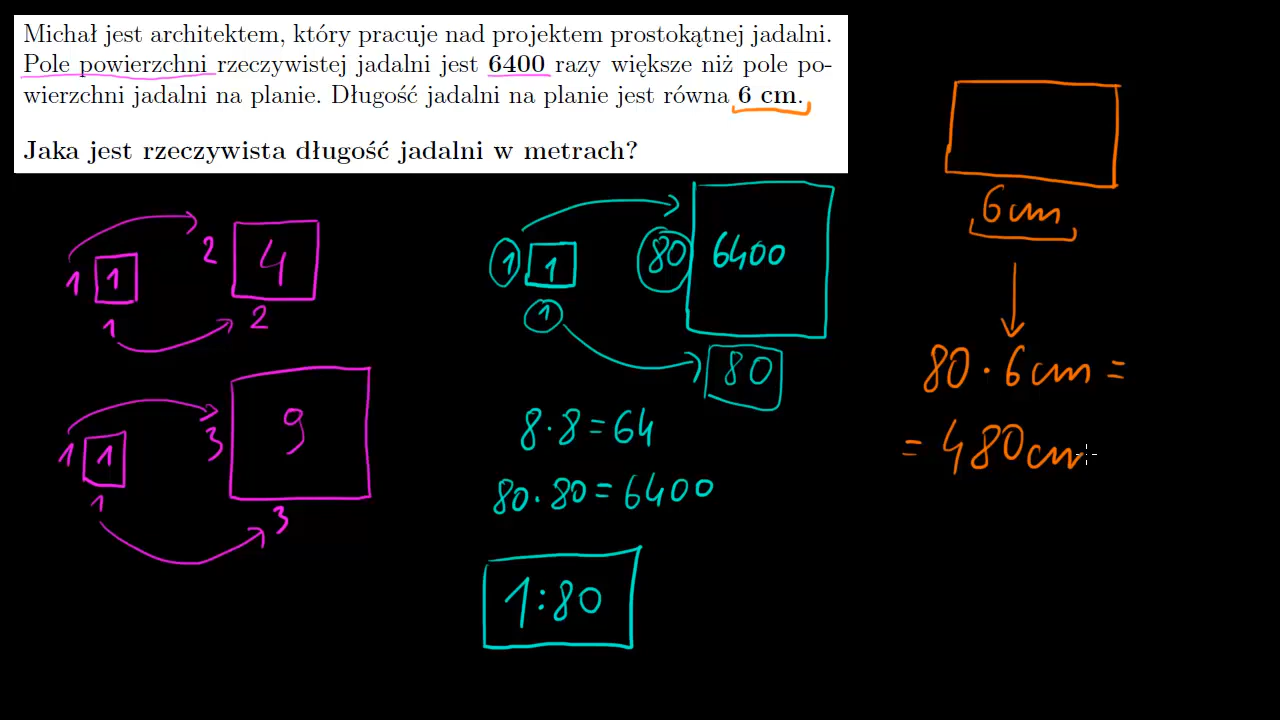 Michał jest architektem, który pracuje nad projektem prostokątnej jadalni.
Pole powierzchni rzeczywistej jadalni jest 6400 razy większe niż pole po-
wierzchni jadalni na planie. Długość jadalni na planie jest równa 6 cm.
Jaka jest rzeczywista długość jadalni w metrach?
1 1 2 4
1 2
1 1 3 9
1 3
1 1 80 6400
1 80
8·8=64
80·80=6400
1:80
6cm
80·6cm=
=480cm